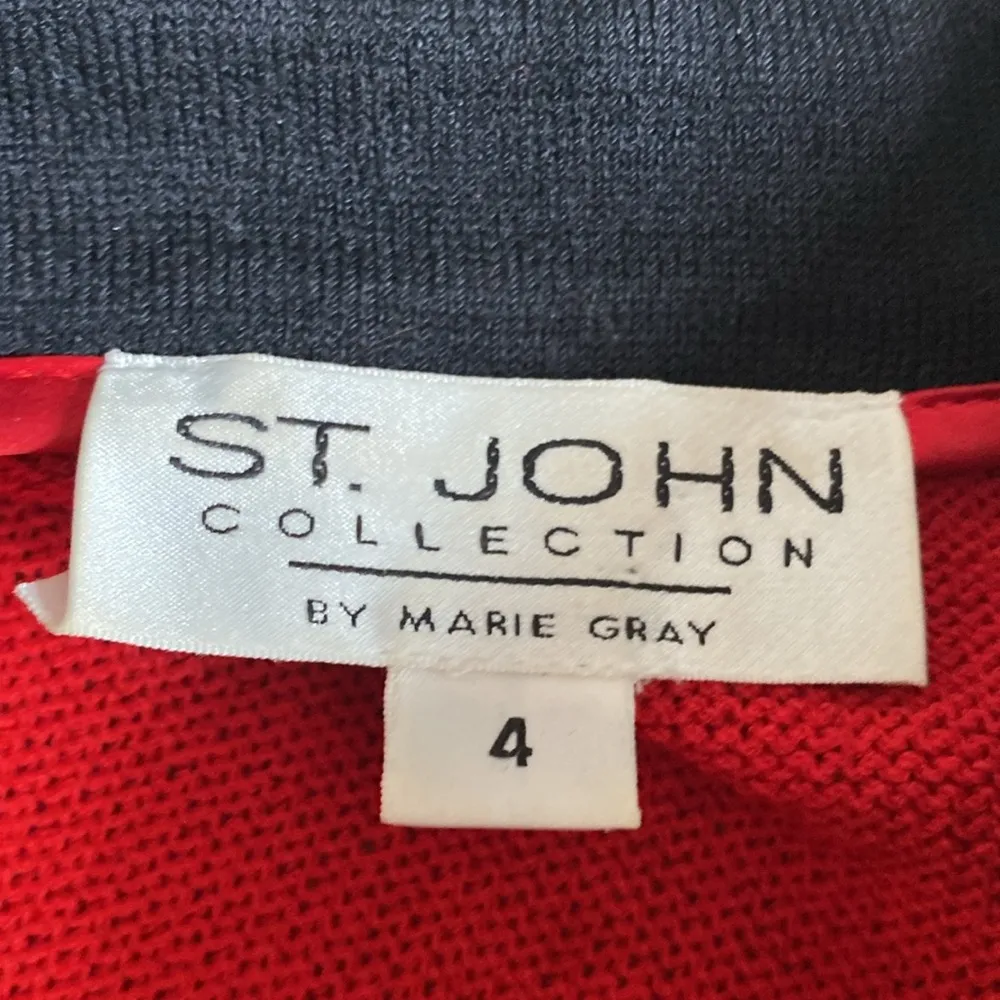 ST. JOHN
COLLECTION
BY MARIE GRAY
4